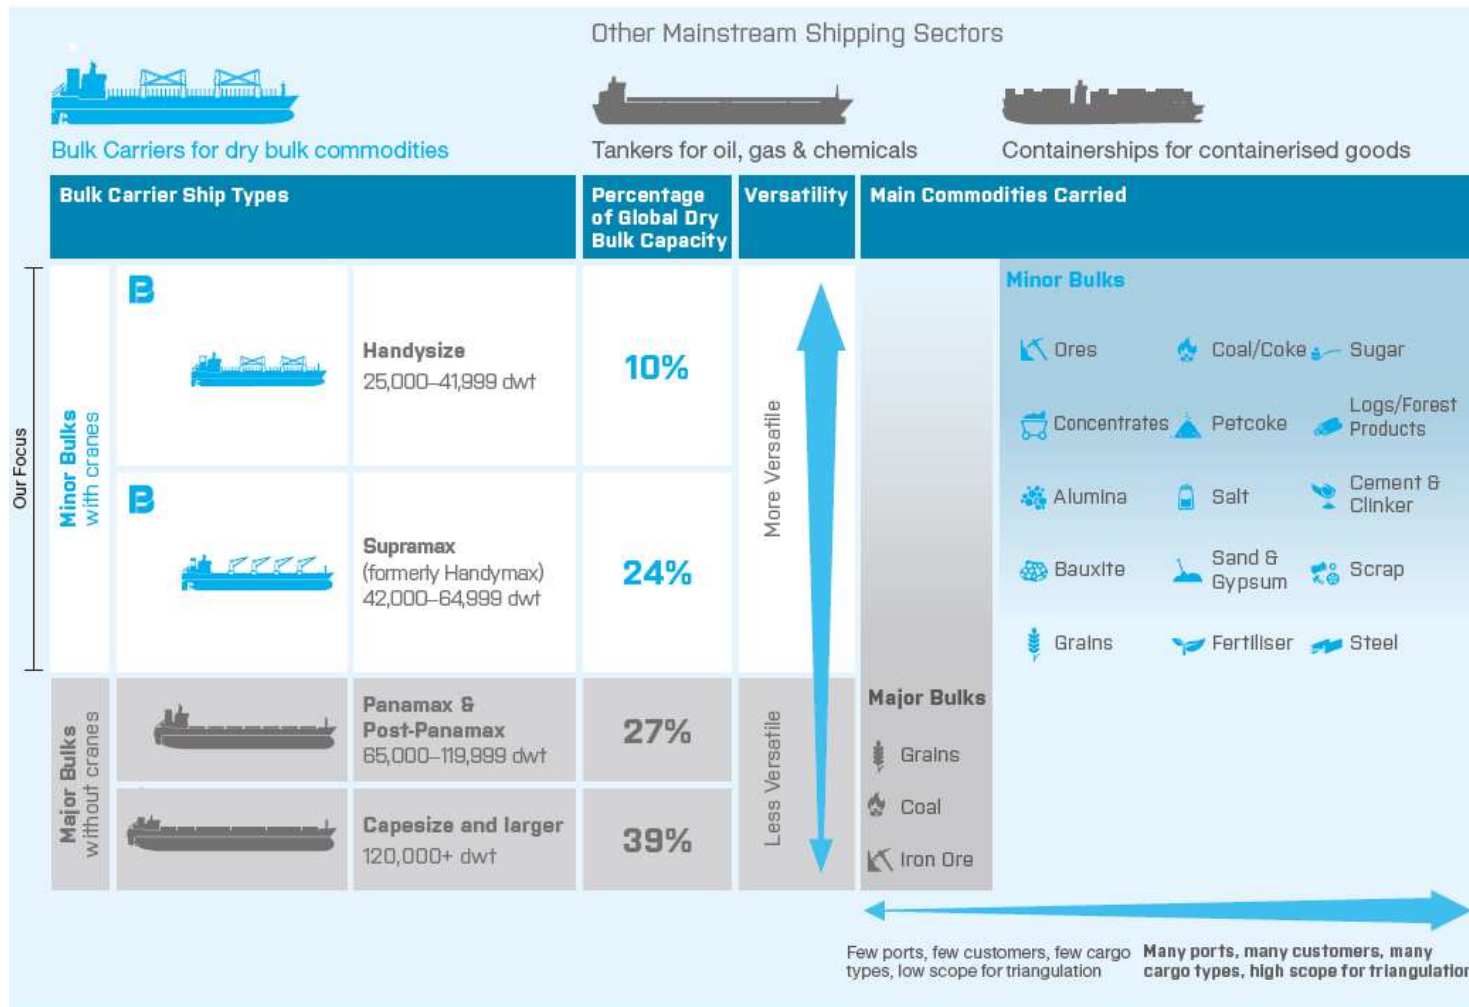 Other Mainstream Shipping Sectors
Bulk Carriers for dry bulk commodities
Tankers for oil, gas & chemicals
Containerships for containerised goods
Bulk Carrier Ship Types
Percentage
of Global Dry
Bulk Capacity
Versatility
Main Commodities Carried
Our Focus
Minor Bulks
with cranes
B
Handysize
25,000–41,999 dwt
10%
B
Supramax
(formerly Handymax)
42,000–64,999 dwt
24%
Major Bulks
without cranes
Panamax &
Post-Panamax
65,000–119,999 dwt
27%
Capesize and larger
120,000+ dwt
39%
More Versatile
Less Versatile
Minor Bulks
Ores
Coal/Coke
Sugar
Concentrates
Petcoke
Logs/Forest
Products
Alumina
Salt
Cement &
Clinker
Bauxite
Sand &
Gypsum
Scrap
Grains
Fertiliser
Steel
Major Bulks
Grains
Coal
Iron Ore
Few ports, few customers, few cargo
types, low scope for triangulation
Many ports, many customers, many
cargo types, high scope for triangulation